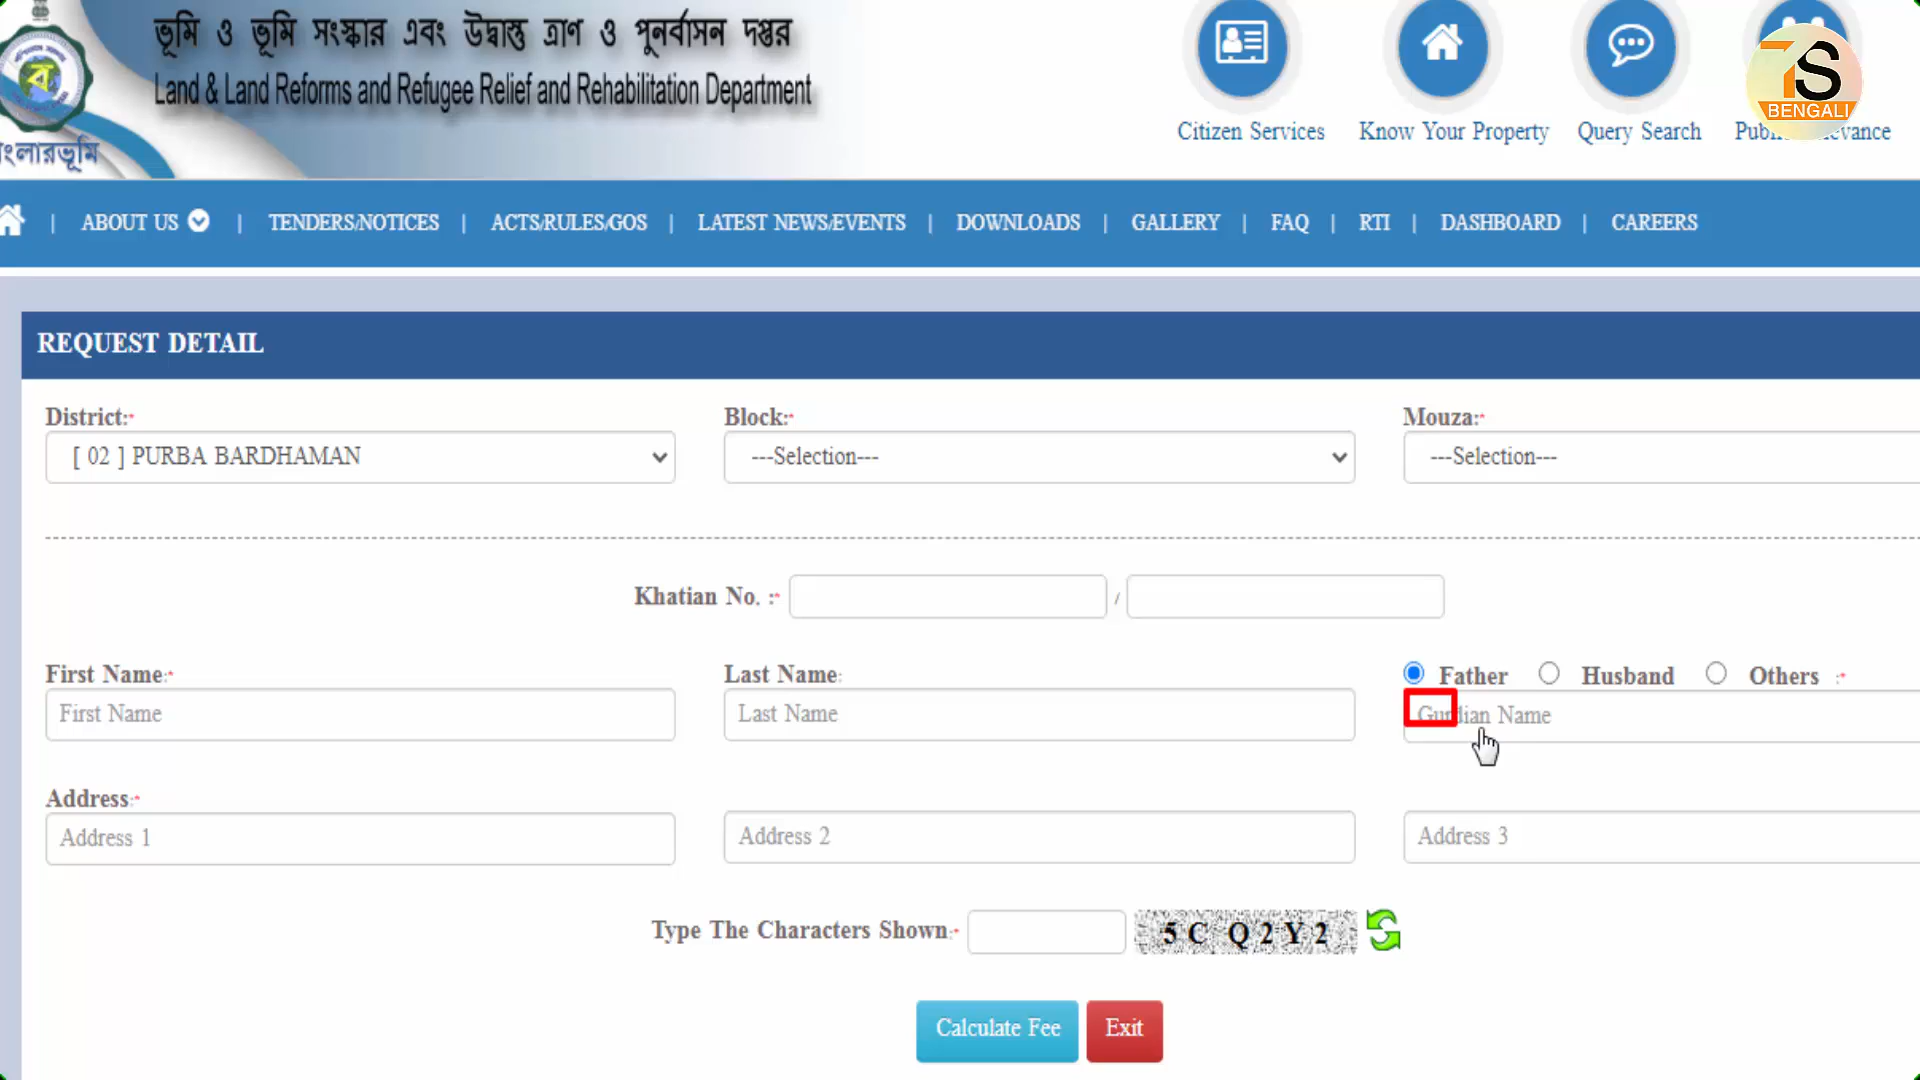 ভূমি ও ভূমি সংস্কার এবং উদ্বাস্তু ত্রাণ ও পুনর্বাসন দপ্তর
Land & Land Reforms and Refugee Relief and Rehabilitation Department
ংলারভূমি
Citizen Services
Know Your Property
Query Search
7S
BENGALI
ABOUT US | TENDERS/NOTICES | ACTS/RULES/GOS | LATEST NEWS/EVENTS | DOWNLOADS | GALLERY | FAQ | RTI | DASHBOARD | CAREERS
REQUEST DETAIL
District:* Block:* Mouza:*
[ 02 ] PURBA BARDHAMAN ---Selection--- ---Selection---
Khatian No. :* /
First Name:* Last Name: Father Husband Others :*
First Name Last Name Gurdian Name
Address:*
Address 1 Address 2 Address 3
Type The Characters Shown:* 5 C Q 2 Y 2
Calculate Fee Exit